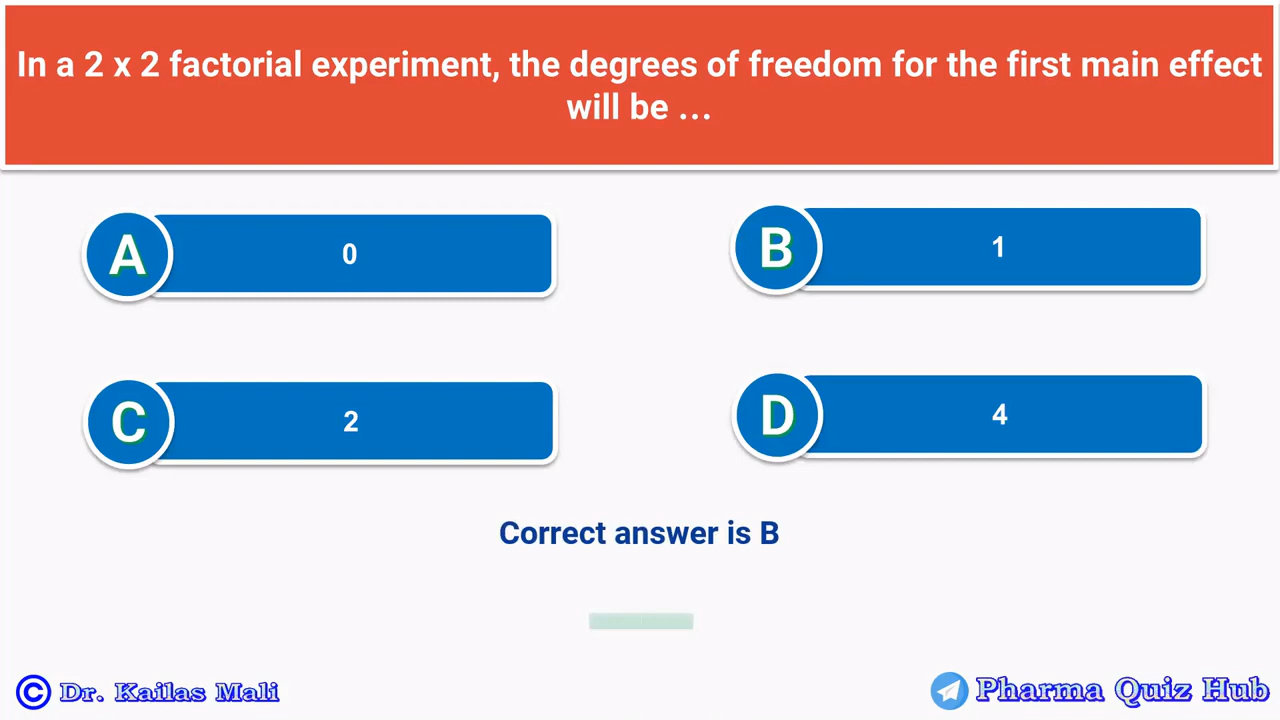 In a 2 x 2 factorial experiment, the degrees of freedom for the first main effect
will be ...
A 0
B 1
C 2
D 4
Correct answer is B
© Dr. Kailas Mali
Pharma Quiz Hub